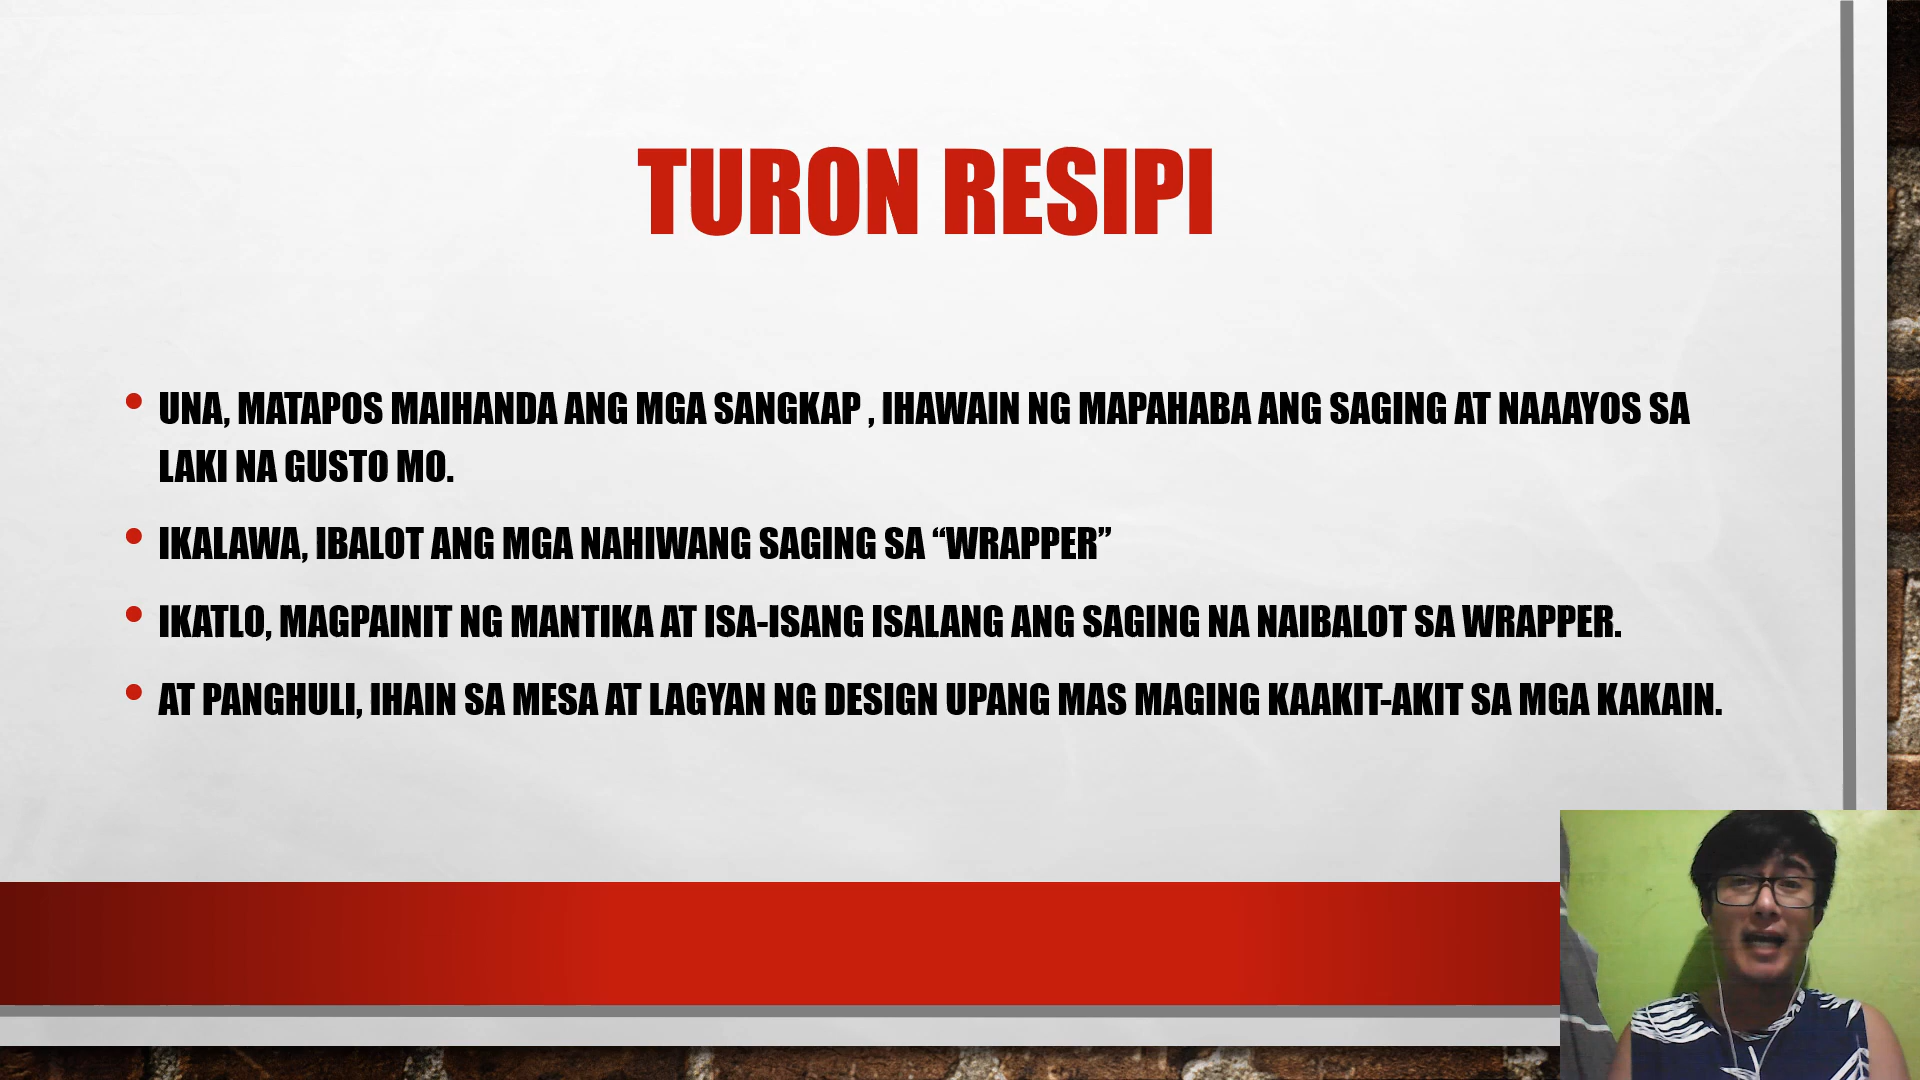 TURON RESIPI
• UNA, MATAPOS MAIHANDA ANG MGA SANGKAP , IHAWAIN NG MAPAHABA ANG SAGING AT NAAAYOS SA
LAKI NA GUSTO MO.
• IKALAWA, IBALOT ANG MGA NAHIWANG SAGING SA “WRAPPER”
• IKATLO, MAGPAINIT NG MANTIKA AT ISA-ISANG ISALANG ANG SAGING NA NAIBALOT SA WRAPPER.
• AT PANGHULI, IHAIN SA MESA AT LAGYAN NG DESIGN UPANG MAS MAGING KAAKIT-AKIT SA MGA KAKAIN.